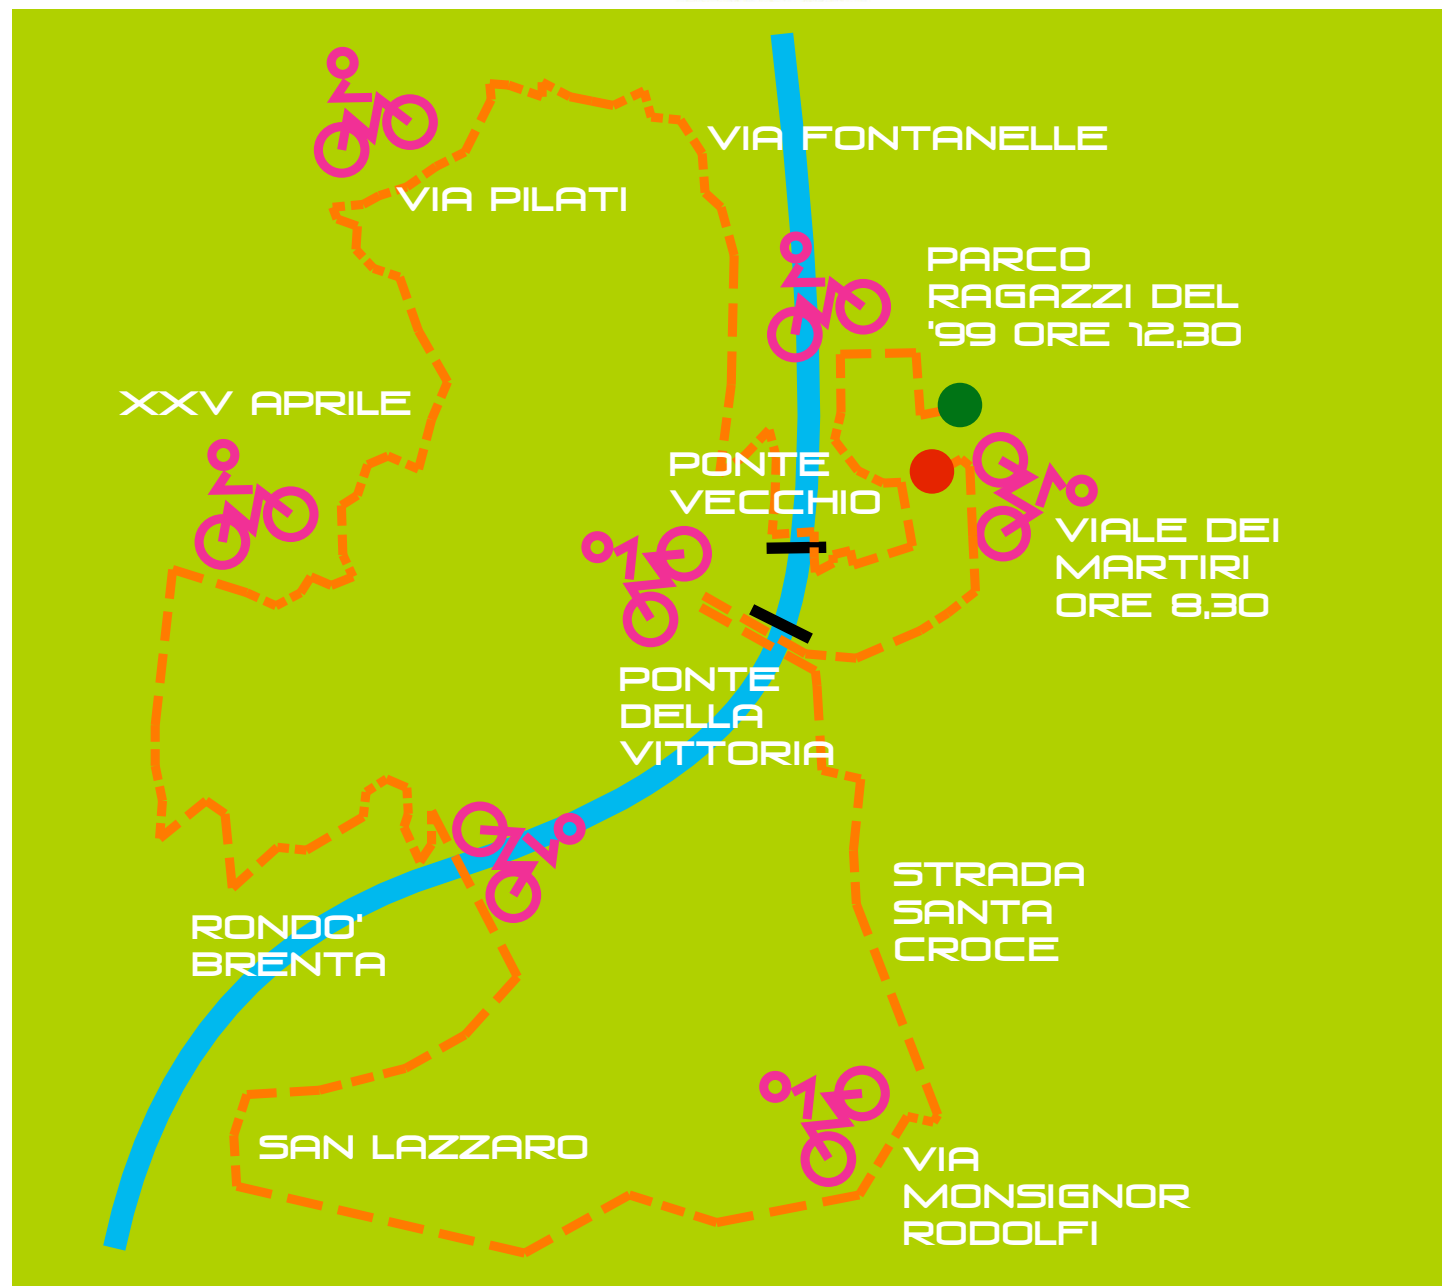 VIA FONTANELLE
VIA PILATI
PARCO
RAGAZZI DEL
'99 ORE 12,30
XXV APRILE
PONTE
VECCHIO
VIALE DEI
MARTIRI
ORE 8,30
PONTE
DELLA
VITTORIA
STRADA
SANTA
CROCE
RONDO'
BRENTA
SAN LAZZARO
VIA
MONSIGNOR
RODOLFI